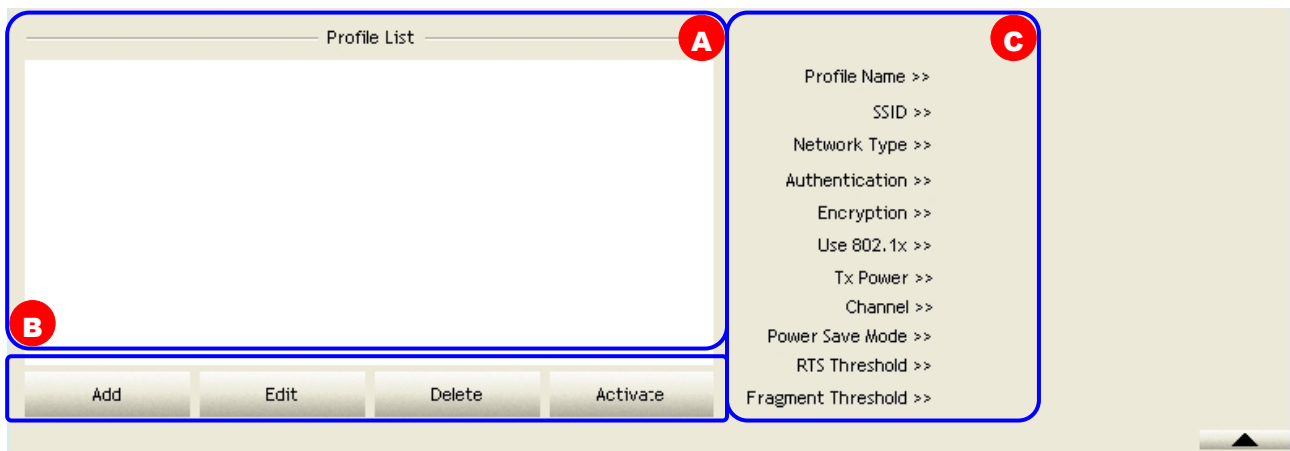 Profile List
A
B
Add
Edit
Delete
Activate
C
Profile Name >>
SSID >>
Network Type >>
Authentication >>
Encryption >>
Use 802.1x >>
Tx Power >>
Channel >>
Power Save Mode >>
RTS Threshold >>
Fragment Threshold >>